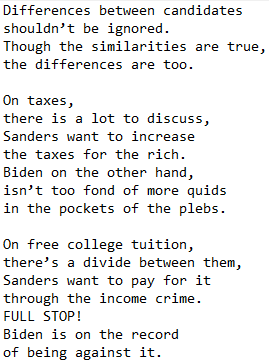 Differences between candidates
shouldn’t be ignored.
Though the similarities are true,
the differences are too.

On taxes,
there is a lot to discuss,
Sanders want to increase
the taxes for the rich.
Biden on the other hand,
isn’t too fond of more quids
in the pockets of the plebs.

On free college tuition,
there’s a divide between them,
Sanders want to pay for it
through the income crime.
FULL STOP!
Biden is on the record
of being against it.